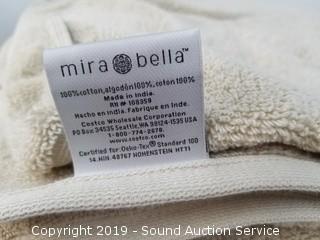 mira bella™
100%cotton,algodón100%,coton100%
Made in India.
RN# 108359
Hecho en India. Fabrique en Inde.
Costco Wholesale Corporation
P.O. Box 34535 Seattle,WA 98124-1535 USA
1-800-774-2678.
www.costco.com
Certified for Oeko-Tex® Standard 100
14.HIN 48767 HOHENSTEIN HTTI
Copyright 2019 - Sound Auction Service